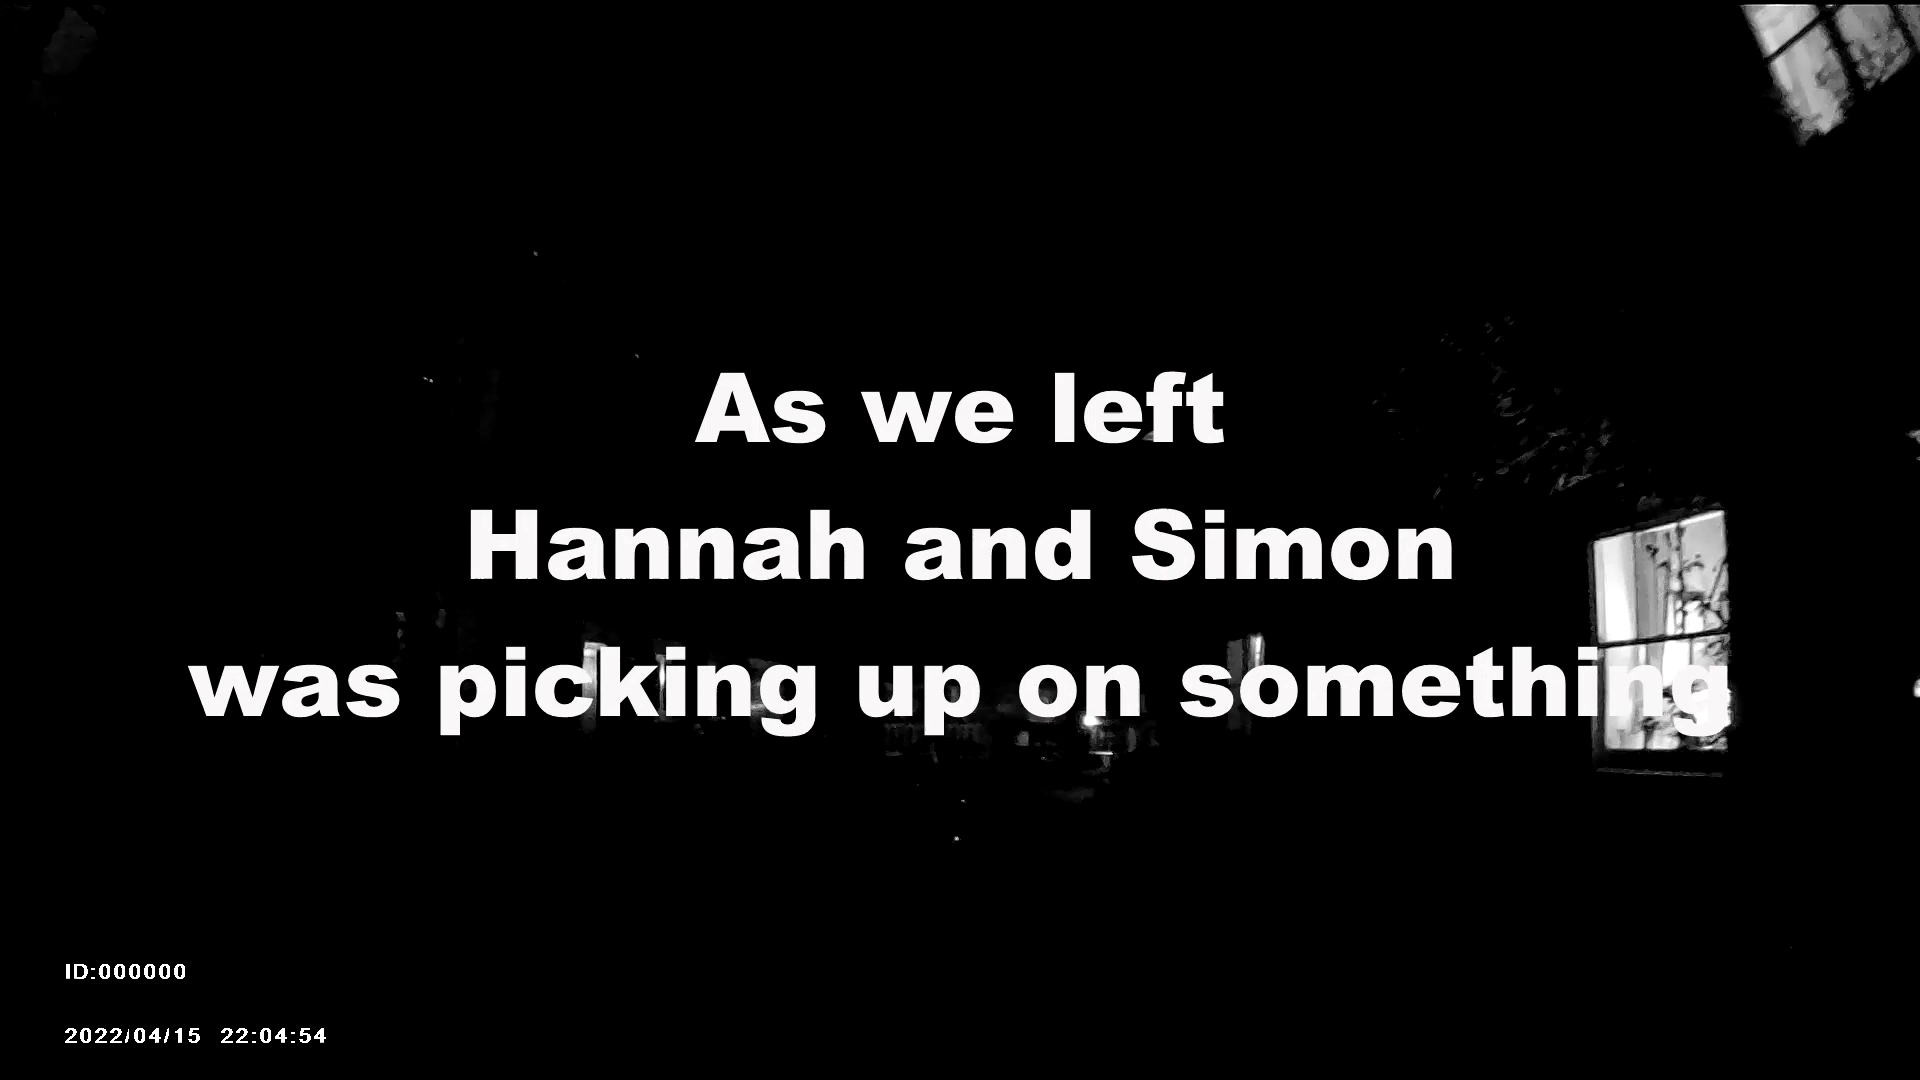 As we left
Hannah and Simon
was picking up on something
ID:000000
2022/04/15 22:04:54